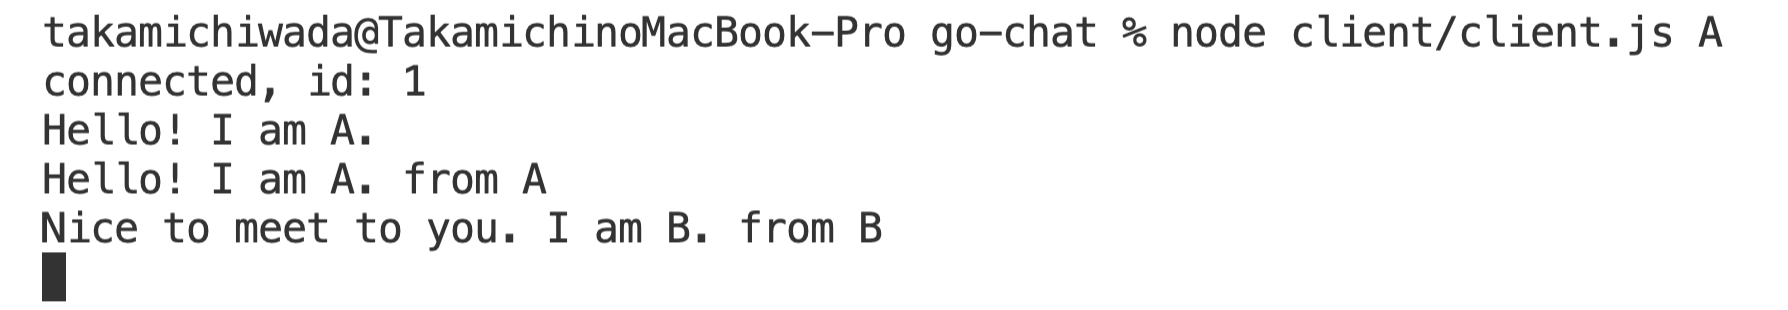 takamichiwada@TakamichinoMacBook-Pro go-chat % node client/client.js A
connected, id: 1
Hello! I am A.
Hello! I am A. from A
Nice to meet to you. I am B. from B